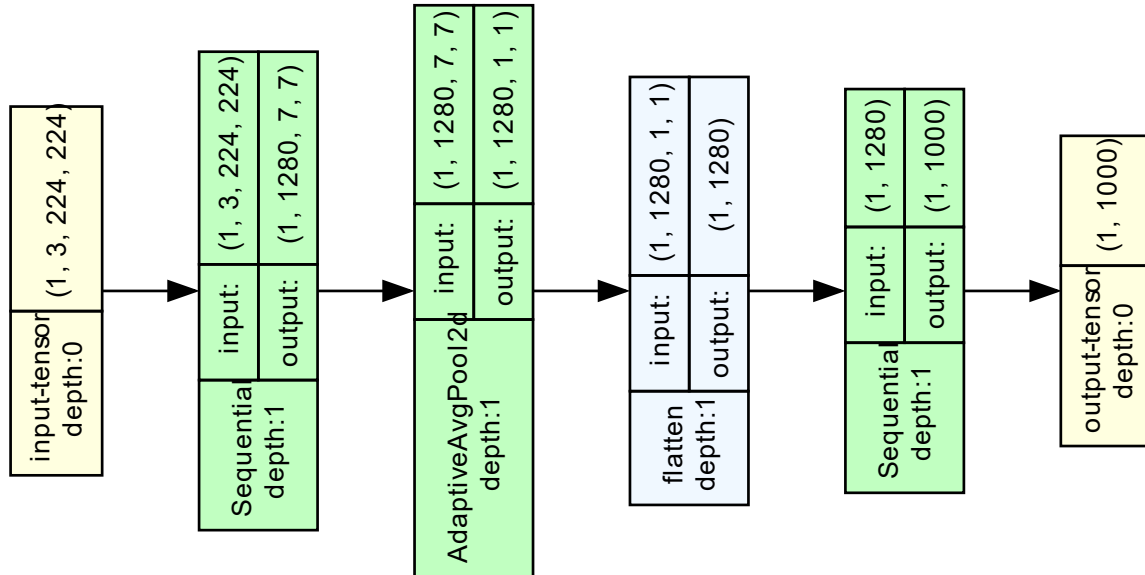 input-tensor
depth:0
(1, 3, 224, 224)
Sequential
depth:1
input:
(1, 3, 224, 224)
output:
(1, 1280, 7, 7)
AdaptiveAvgPool2d
depth:1
input:
(1, 1280, 7, 7)
output:
(1, 1280, 1, 1)
flatten
depth:1
input:
(1, 1280, 1, 1)
output:
(1, 1280)
Sequential
depth:1
input:
(1, 1280)
output:
(1, 1000)
output-tensor
depth:0
(1, 1000)